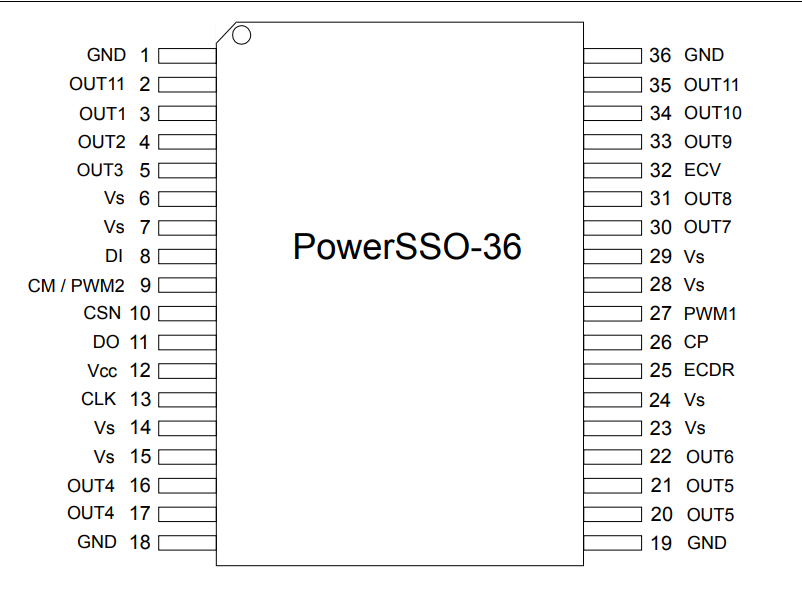 GND 1
OUT11 2
OUT1 3
OUT2 4
OUT3 5
Vs 6
Vs 7
DI 8
CM / PWM2 9
CSN 10
DO 11
Vcc 12
CLK 13
Vs 14
Vs 15
OUT4 16
OUT4 17
GND 18
PowerSSO-36
36 GND
35 OUT11
34 OUT10
33 OUT9
32 ECV
31 OUT8
30 OUT7
29 Vs
28 Vs
27 PWM1
26 CP
25 ECDR
24 Vs
23 Vs
22 OUT6
21 OUT5
20 OUT5
19 GND